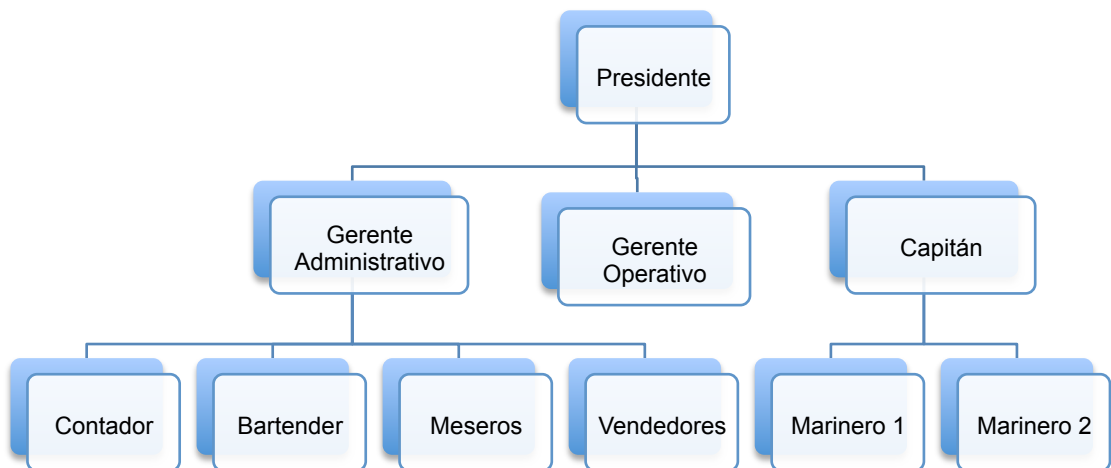 Presidente
Gerente
Administrativo
Gerente
Operativo
Capitán
Contador
Bartender
Meseros
Vendedores
Marinero 1
Marinero 2